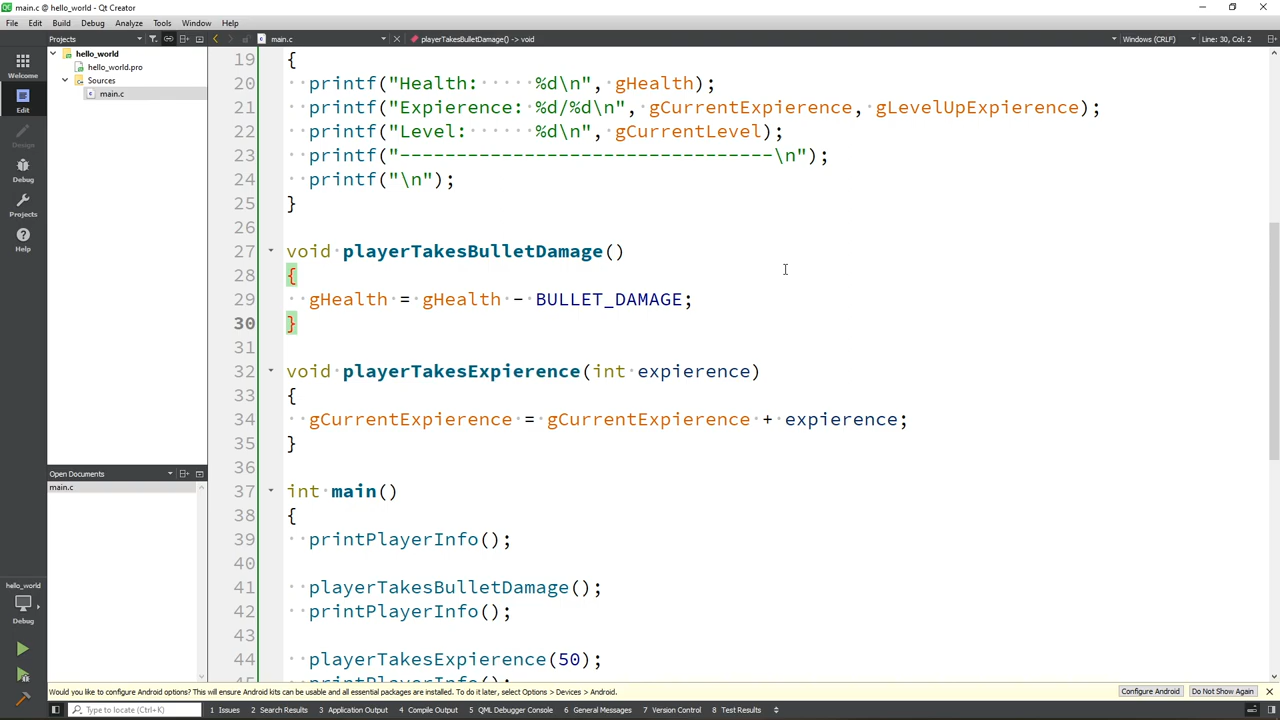 main.c @ hello_world - Qt Creator
File Edit Build Debug Analyze Tools Window Help
Projects main.c playerTakesBulletDamage() -> void Windows (CRLF) Line: 30, Col: 2
Welcome
Edit
Design
Debug
Projects
Help
hello_world
hello_world.pro
Sources
main.c
Open Documents
main.c
19 {
20 printf("Health: ····· %d\n", gHealth);
21 printf("Expierence: %d/%d\n", gCurrentExpierence, gLevelUpExpierence);
22 printf("Level: ······ %d\n", gCurrentLevel);
23 printf("---------------------------------\n");
24 printf("\n");
25 }
26
27 void playerTakesBulletDamage()
28 {
29 gHealth = gHealth - BULLET_DAMAGE;
30 }
31
32 void playerTakesExpierence(int expierence)
33 {
34 gCurrentExpierence = gCurrentExpierence + expierence;
35 }
36
37 int main()
38 {
39 printPlayerInfo();
40
41 playerTakesBulletDamage();
42 printPlayerInfo();
43
44 playerTakesExpierence(50);
45 printPlayerInfo();
hello_world
Debug
Would you like to configure Android options? This will ensure Android kits can be usable and all essential packages are installed. To do it later, select Options > Devices > Android. Configure Android Do Not Show Again
Type to locate (Ctrl+K) 1 Issues 2 Search Results 3 Application Output 4 Compile Output 5 QML Debugger Console 6 General Messages 7 Version Control 8 Test Results